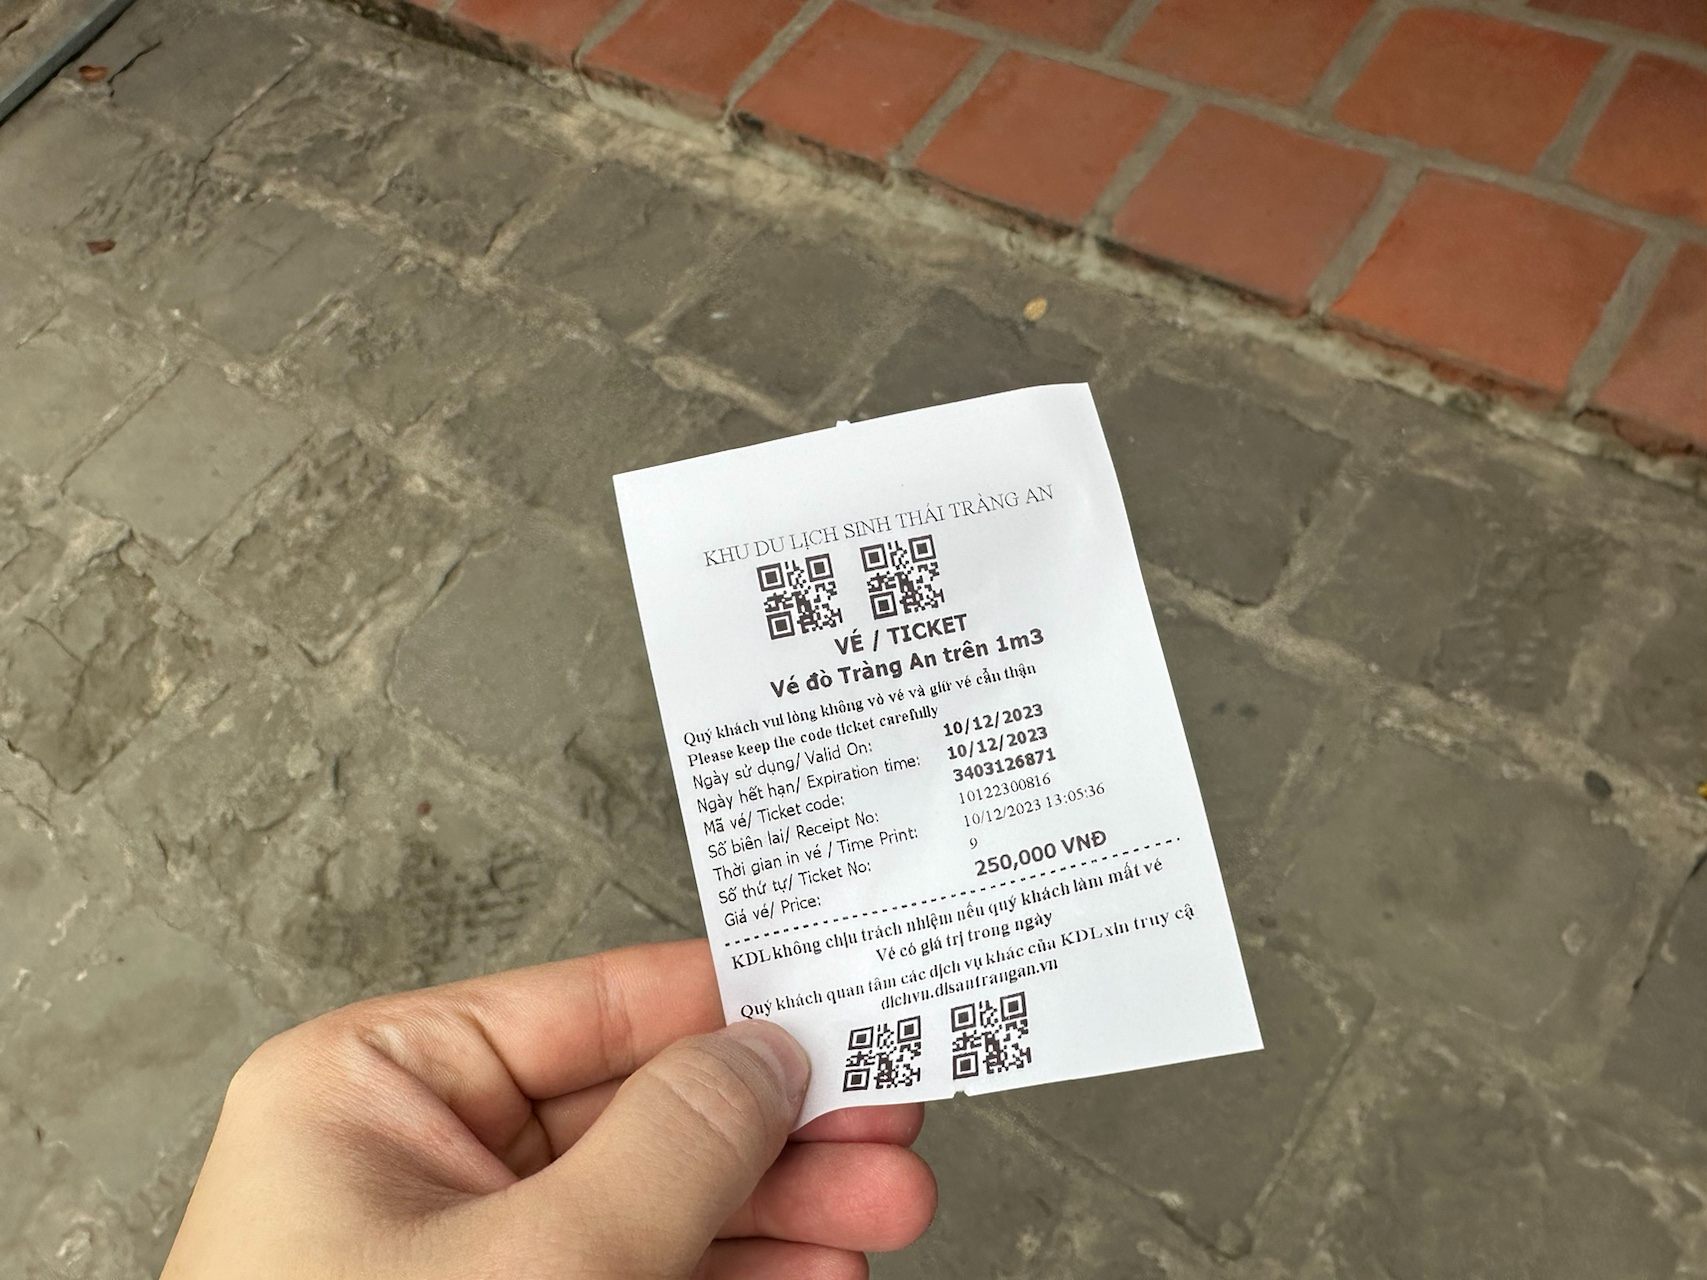 KHU DU LỊCH SINH THÁI TRÀNG AN
VÉ / TICKET
Vé đò Tràng An trên 1m3
Quý khách vui lòng không vò vé và giữ vé cẩn thận
Please keep the code ticket carefully
Ngày sử dụng/ Valid On: 10/12/2023
Ngày hết hạn/ Expiration time: 10/12/2023
Mã vé/ Ticket code: 3403126871
Số biên lai/ Receipt No: 10122300816
Thời gian in vé / Time Print: 10/12/2023 13:05:36
Số thứ tự/ Ticket No: 9
Giá vé/ Price: 250,000 VNĐ
KDL không chịu trách nhiệm nếu quý khách làm mất vé
Vé có giá trị trong ngày
Quý khách quan tâm các dịch vụ khác của KDL xin truy cậ
dichvu.disantrangan.vn